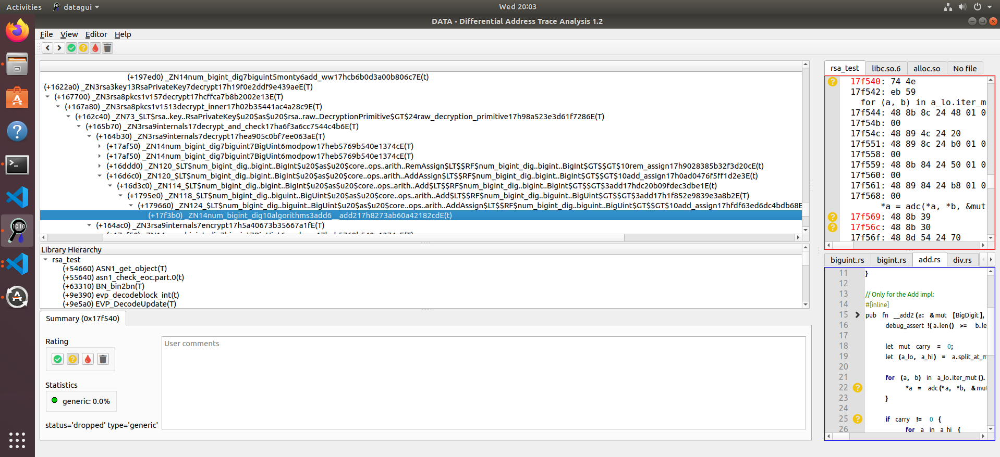 Activities
datagui
Wed 20:03
DATA - Differential Address Trace Analysis 1.2
File View Editor Help
(+197ed0) _ZN14num_bigint_dig7biguint5monty6add_ww17hcb6b0d3a00b806c7E(t)
(+1622a0) _ZN3rsa3key13RsaPrivateKey7decrypt17h19f0e2ddf9e439aeE(T)
(+167700) _ZN3rsa8pkcs1v157decrypt17hcffca7b8b2002e13E(T)
(+167a80) _ZN3rsa8pkcs1v1513decrypt_inner17h02b35441ac4a28c9E(T)
(+162c40) _ZN73_$LT$rsa..key..RsaPrivateKey$u20$as$u20$rsa..raw..DecryptionPrimitive$GT$24raw_decryption_primitive17h98a523e3d61f7286E(T)
(+165b70) _ZN3rsa9internals17decrypt_and_check17ha6f3a6cc7544c4b6E(T)
(+164b30) _ZN3rsa9internals7decrypt17hea905c0bf7ee063aE(T)
(+17af50) _ZN14num_bigint_dig7biguint7BigUint6modpow17heb5769b540e1374cE(T)
(+17af50) _ZN14num_bigint_dig7biguint7BigUint6modpow17heb5769b540e1374cE(T)
(+16ddd0) _ZN120_$LT$num_bigint_dig..bigint..BigInt$u20$as$u20$core..ops..arith..RemAssign$LT$$RF$num_bigint_dig..bigint..BigInt$GT$$GT$10rem_assign17h9028385b32f3d20cE(t)
(+16d6c0) _ZN120_$LT$num_bigint_dig..bigint..BigInt$u20$as$u20$core..ops..arith..AddAssign$LT$$RF$num_bigint_dig..bigint..BigInt$GT$$GT$10add_assign17h0ad0476f5ff1d2e3E(t)
(+16d3c0) _ZN114_$LT$num_bigint_dig..bigint..BigInt$u20$as$u20$core..ops..arith..Add$LT$$RF$num_bigint_dig..bigint..BigInt$GT$$GT$3add17hdc20b09fdec3dbe1E(t)
(+1795e0) _ZN118_$LT$num_bigint_dig..biguint..BigUint$u20$as$u20$core..ops..arith..Add$LT$$RF$num_bigint_dig..biguint..BigUint$GT$$GT$3add17h1f852e9839e3a8b2E(T)
(+179660) _ZN124_$LT$num_bigint_dig..biguint..BigUint$u20$as$u20$core..ops..arith..AddAssign$LT$$RF$num_bigint_dig..biguint..BigUint$GT$$GT$10add_assign17hfdf63ed6dc4bdb68E
(+17f3b0) _ZN14num_bigint_dig10algorithms3add6__add217h8273ab60a42182cdE(t)
(+164ac0) _ZN3rsa9internals7encrypt17h5a40673b35667a1fE(T)
Library Hierarchy
rsa_test
(+54660) ASN1_get_object(T)
(+55640) asn1_check_eoc.part.0(t)
(+63310) BN_bin2bn(T)
(+9e390) evp_decodeblock_int(t)
(+9e5a0) EVP_DecodeUpdate(T)
Summary (0x17f540)
Rating
Statistics
generic: 0.0%
status='dropped' type='generic'
User comments
rsa_test libc.so.6 alloc.so No file
17f540: 74 4e
17f542: eb 59
for (a, b) in a_lo.iter_m
17f544: 48 8b 8c 24 48 01 0
17f54b: 00
17f54c: 48 89 4c 24 20
17f551: 48 89 8c 24 b0 01 0
17f558: 00
17f559: 48 8b 84 24 50 01 0
17f560: 00
17f561: 48 89 84 24 b8 01 0
17f568: 00
*a = adc(*a, *b, &mut
17f569: 48 8b 39
17f56c: 48 8b 30
17f56f: 48 8d 54 24 70
biguint.rs bigint.rs add.rs div.rs
11 }
12
13 // Only for the Add impl:
14 #[inline]
15 pub fn __add2(a: &mut [BigDigit],
16 debug_assert!(a.len() >= b.le
17
18 let mut carry = 0;
19 let (a_lo, a_hi) = a.split_at_m
20
21 for (a, b) in a_lo.iter_mut().
22 *a = adc(*a, *b, &mut
23 }
24
25 if carry != 0 {
26 for a in a_hi {